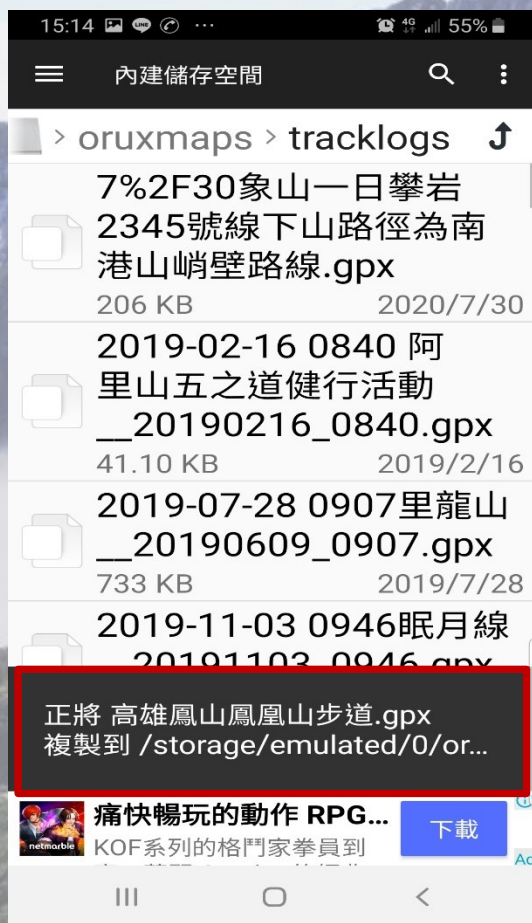 15:14 ... 4G 55%
內建儲存空間
> oruxmaps > tracklogs
7%2F30象山一日攀岩
2345號線下山路徑為南
港山峭壁路線.gpx
206 KB 2020/7/30
2019-02-16 0840 阿
里山五之道健行活動
__20190216_0840.gpx
41.10 KB 2019/2/16
2019-07-28 0907里龍山
__20190609_0907.gpx
733 KB 2019/7/28
2019-11-03 0946眠月線
__20191103_0946.gpx
正將 高雄鳳山鳳凰山步道.gpx
複製到 /storage/emulated/0/or...
痛快暢玩的動作 RPG...
netmarble
KOF系列的格鬥家拳員到
下載
Ad